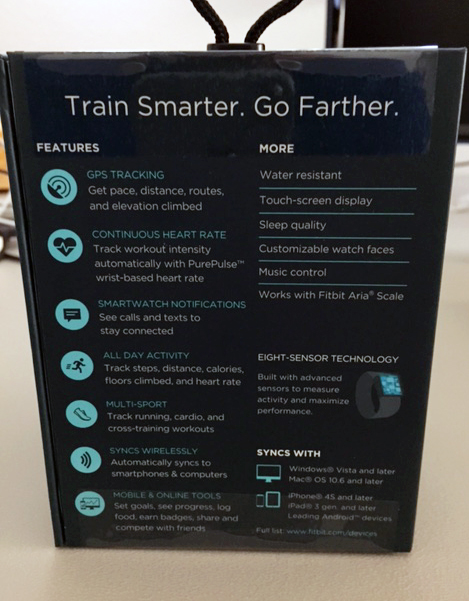 Train Smarter. Go Farther.
FEATURES
GPS TRACKING
Get pace, distance, routes,
and elevation climbed
CONTINUOUS HEART RATE
Track workout intensity
automatically with PurePulse™
wrist-based heart rate
SMARTWATCH NOTIFICATIONS
See calls and texts to
stay connected
ALL DAY ACTIVITY
Track steps, distance, calories,
floors climbed, and heart rate
MULTI-SPORT
Track running, cardio, and
cross-training workouts
SYNCS WIRELESSLY
Automatically syncs to
smartphones & computers
MOBILE & ONLINE TOOLS
Set goals, see progress, log
food, earn badges, share and
compete with friends
MORE
Water resistant
Touch-screen display
Sleep quality
Customizable watch faces
Music control
Works with Fitbit Aria® Scale
EIGHT-SENSOR TECHNOLOGY
Built with advanced
sensors to measure
activity and maximize
performance.
SYNCS WITH
Windows® Vista and later
Mac® OS 10.6 and later
iPhone® 4S and later
iPad® 3 gen. and later
Leading Android™ devices
Full list: www.fitbit.com/devices